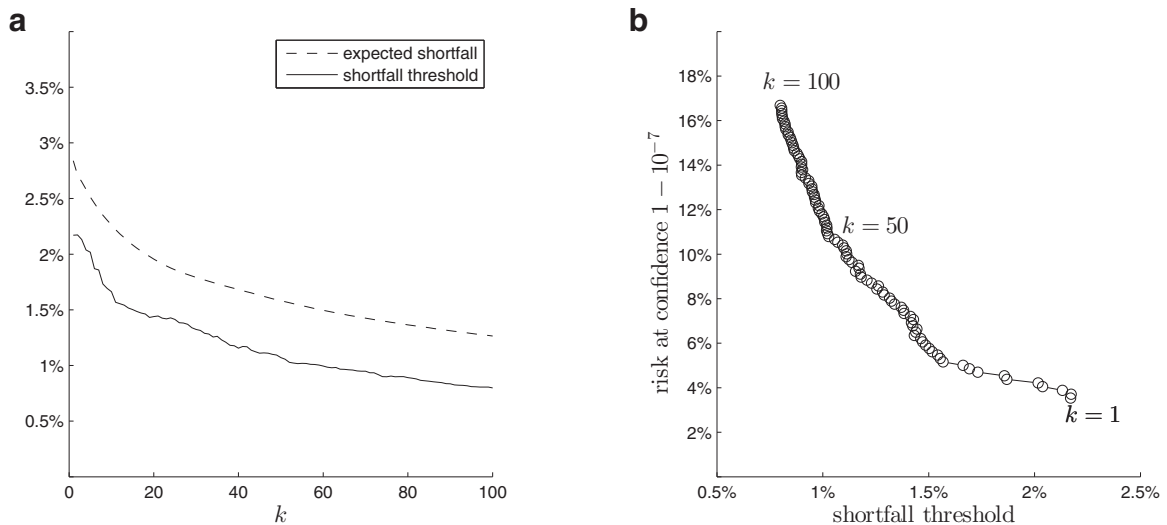 a
expected shortfall
shortfall threshold
3.5%
3%
2.5%
2%
1.5%
1%
0.5%
0 20 40 60 80 100
k
b
k = 100
k = 50
k = 1
risk at confidence 1 − 10⁻⁷
18%
16%
14%
12%
10%
8%
6%
4%
2%
0.5% 1% 1.5% 2% 2.5%
shortfall threshold